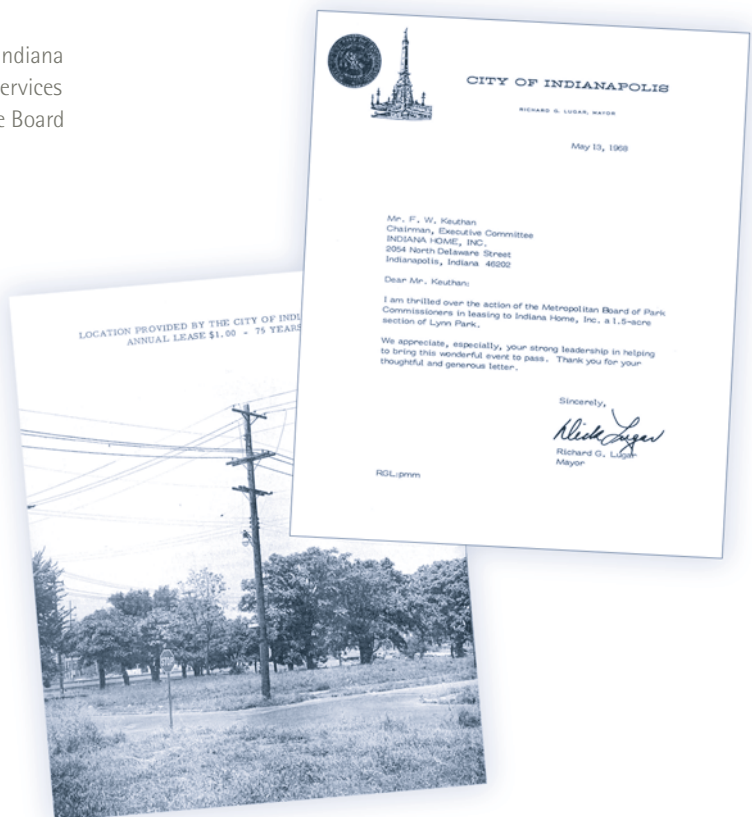 ndiana
ervices
e Board
CITY OF INDIANAPOLIS
RICHARD G. LUGAR, MAYOR
May 13, 1968
Mr. F. W. Keuthan
Chairman, Executive Committee
INDIANA HOME, INC.
2054 North Delaware Street
Indianapolis, Indiana 46202
Dear Mr. Keuthan:
I am thrilled over the action of the Metropolitan Board of Park
Commissioners in leasing to Indiana Home, Inc. a 1.5-acre
section of Lynn Park.
We appreciate, especially, your strong leadership in helping
to bring this wonderful event to pass. Thank you for your
thoughtful and generous letter.
Sincerely,
Dick Lugar
Richard G. Lugar
Mayor
RGL:pmm
LOCATION PROVIDED BY THE CITY OF INDI
ANNUAL LEASE $1.00 - 75 YEARS